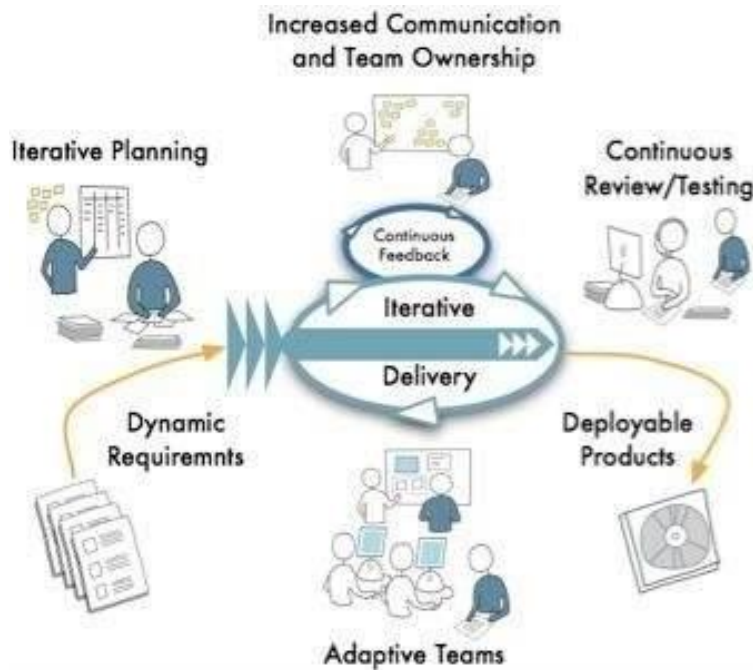 Increased Communication
and Team Ownership
Iterative Planning
Continuous
Review/Testing
Continuous
Feedback
Iterative
Delivery
Dynamic
Requiremnts
Deployable
Products
Adaptive Teams